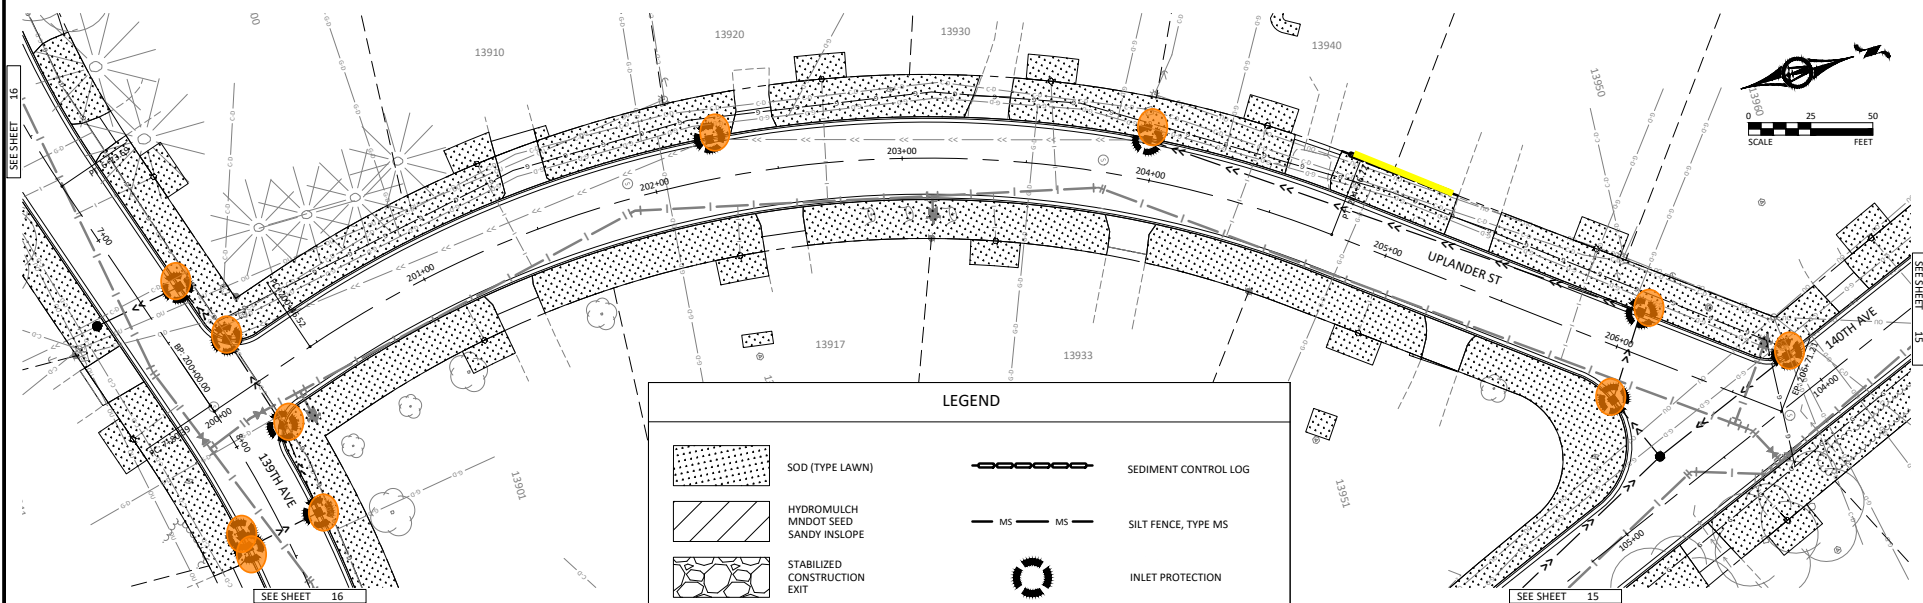 SEE SHEET 16
13910
13920
13930
13940
13950
13960
0 25 50
SCALE FEET
7+00
201+00
202+00
203+00
204+00
205+00
206+00
UPLANDER ST
140TH AVE
104+00
105+00
SEE SHEET 15
BP: 200+00.00
200+00
8+00
139TH AVE
13901
13917
13933
13951
LEGEND
SOD (TYPE LAWN)
SEDIMENT CONTROL LOG
HYDROMULCH
MNDOT SEED
SANDY INSLOPE
MS MS
SILT FENCE, TYPE MS
STABILIZED
CONSTRUCTION
EXIT
INLET PROTECTION
SEE SHEET 16
SEE SHEET 15